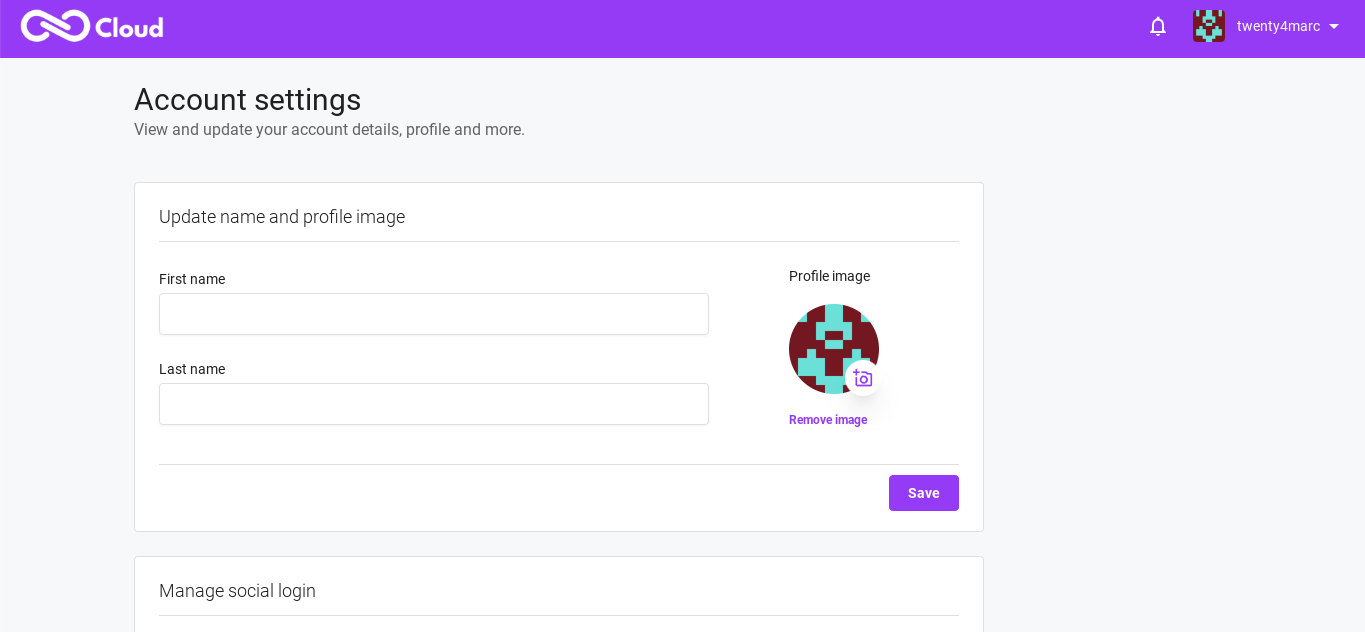 Cloud
twenty4marc
Account settings
View and update your account details, profile and more.
Update name and profile image
First name
Profile image
Last name
Remove image
Save
Manage social login